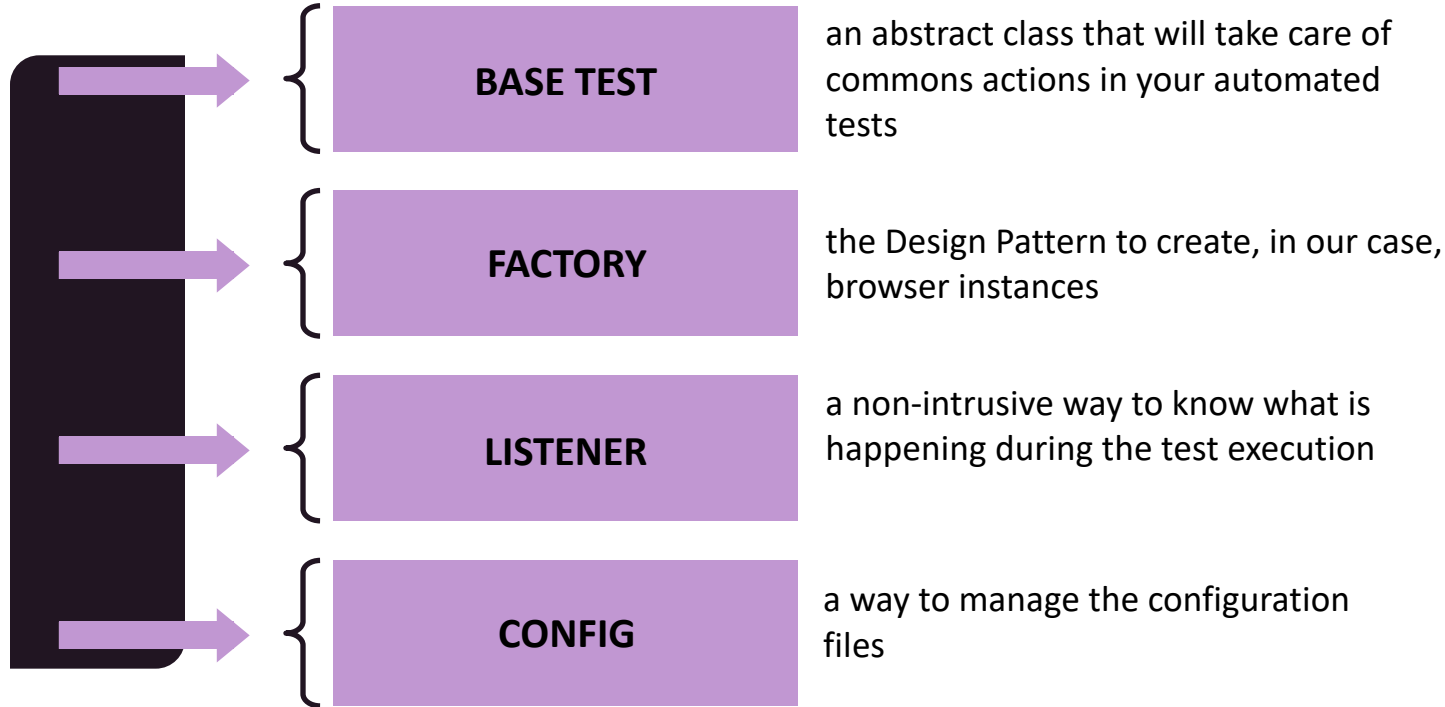 BASE TEST
an abstract class that will take care of
commons actions in your automated
tests
FACTORY
the Design Pattern to create, in our case,
browser instances
LISTENER
a non-intrusive way to know what is
happening during the test execution
CONFIG
a way to manage the configuration
files